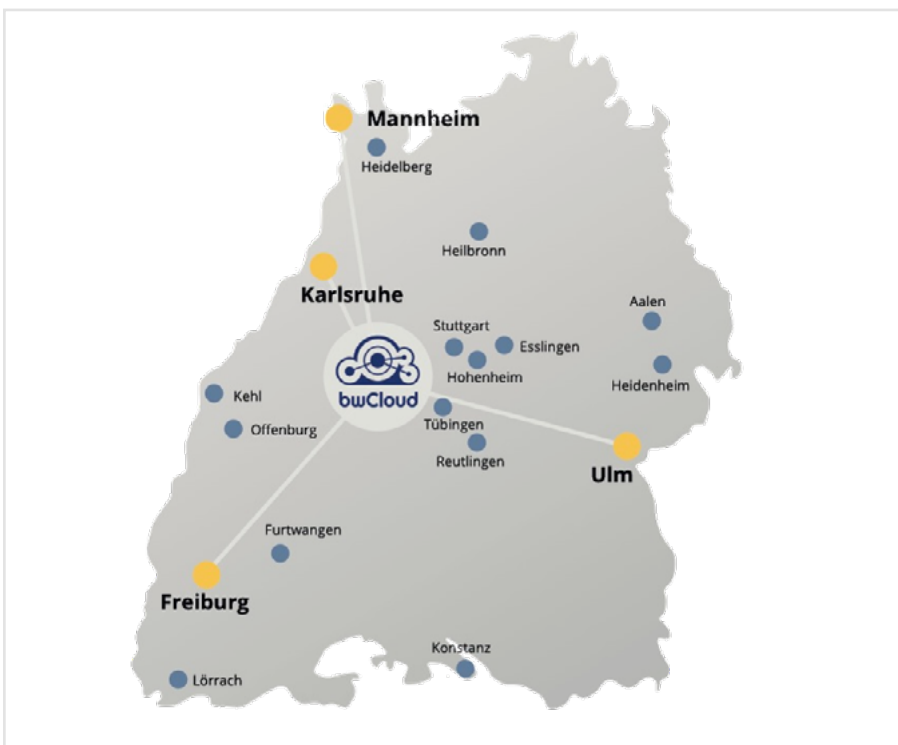 Mannheim
Heidelberg
Heilbronn
Karlsruhe
Aalen
Stuttgart
Esslingen
Hohenheim
Heidenheim
bwCloud
Kehl
Tübingen
Offenburg
Reutlingen
Ulm
Furtwangen
Freiburg
Konstanz
Lörrach